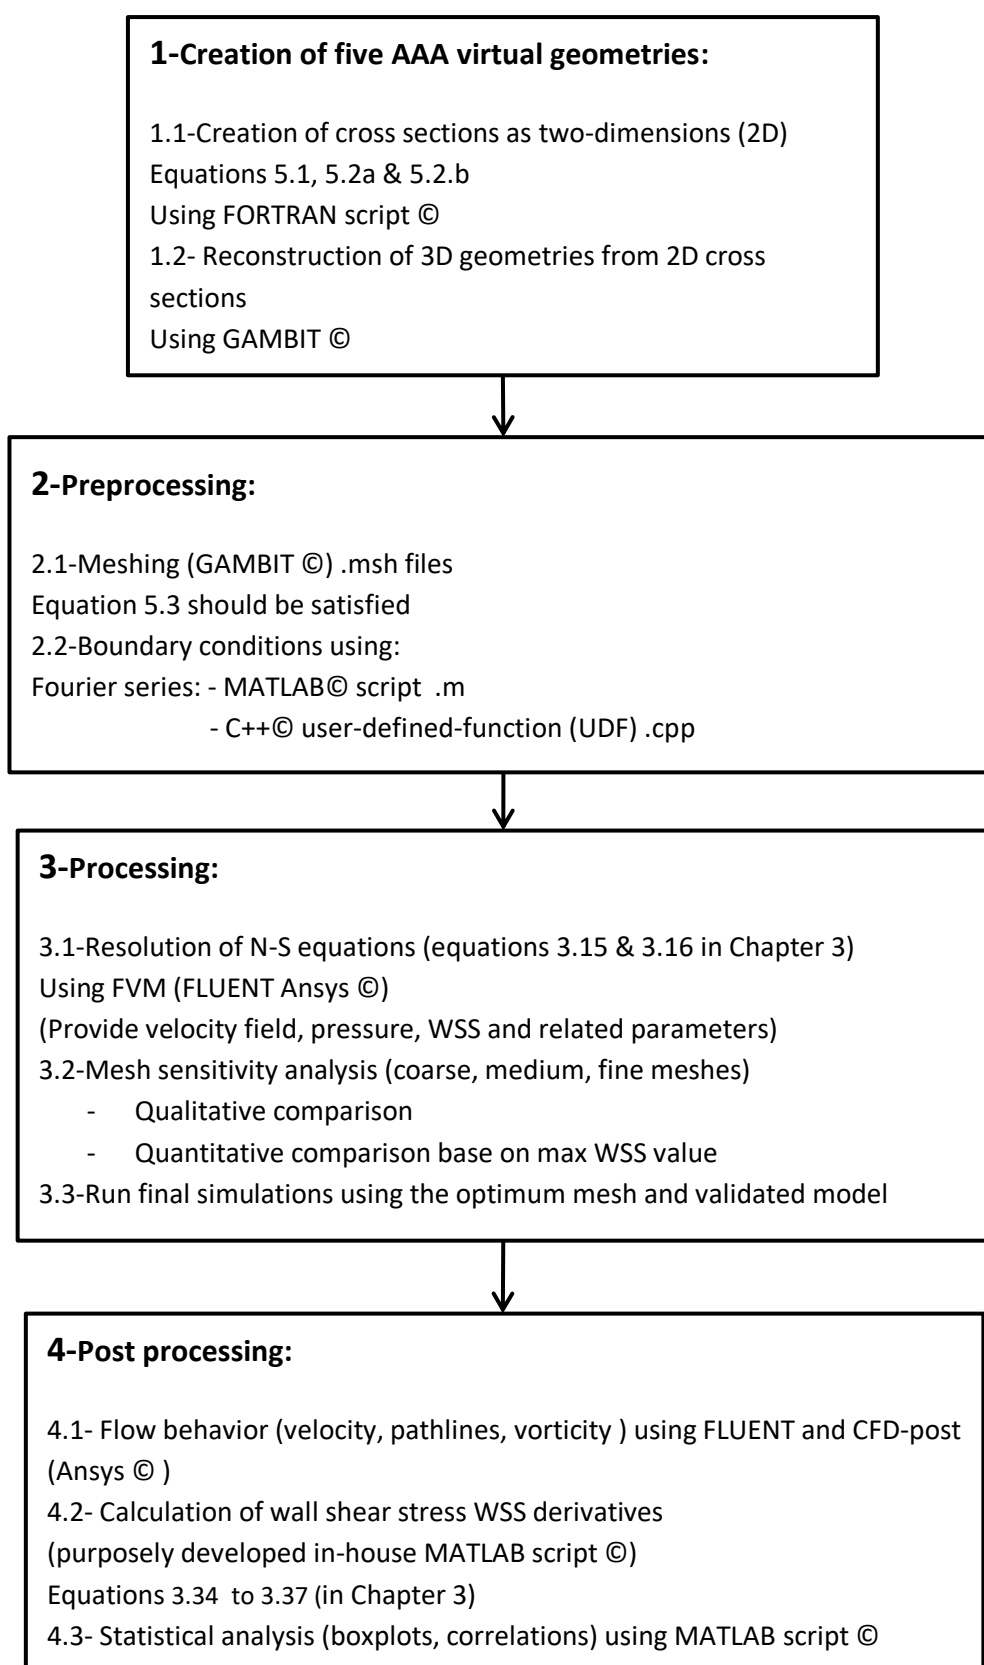 1-Creation of five AAA virtual geometries:
1.1-Creation of cross sections as two-dimensions (2D)
Equations 5.1, 5.2a & 5.2.b
Using FORTRAN script ©
1.2- Reconstruction of 3D geometries from 2D cross
sections
Using GAMBIT ©
2-Preprocessing:
2.1-Meshing (GAMBIT ©) .msh files
Equation 5.3 should be satisfied
2.2-Boundary conditions using:
Fourier series: - MATLAB© script .m
- C++© user-defined-function (UDF) .cpp
3-Processing:
3.1-Resolution of N-S equations (equations 3.15 & 3.16 in Chapter 3)
Using FVM (FLUENT Ansys ©)
(Provide velocity field, pressure, WSS and related parameters)
3.2-Mesh sensitivity analysis (coarse, medium, fine meshes)
- Qualitative comparison
- Quantitative comparison base on max WSS value
3.3-Run final simulations using the optimum mesh and validated model
4-Post processing:
4.1- Flow behavior (velocity, pathlines, vorticity ) using FLUENT and CFD-post
(Ansys © )
4.2- Calculation of wall shear stress WSS derivatives
(purposely developed in-house MATLAB script ©)
Equations 3.34 to 3.37 (in Chapter 3)
4.3- Statistical analysis (boxplots, correlations) using MATLAB script ©